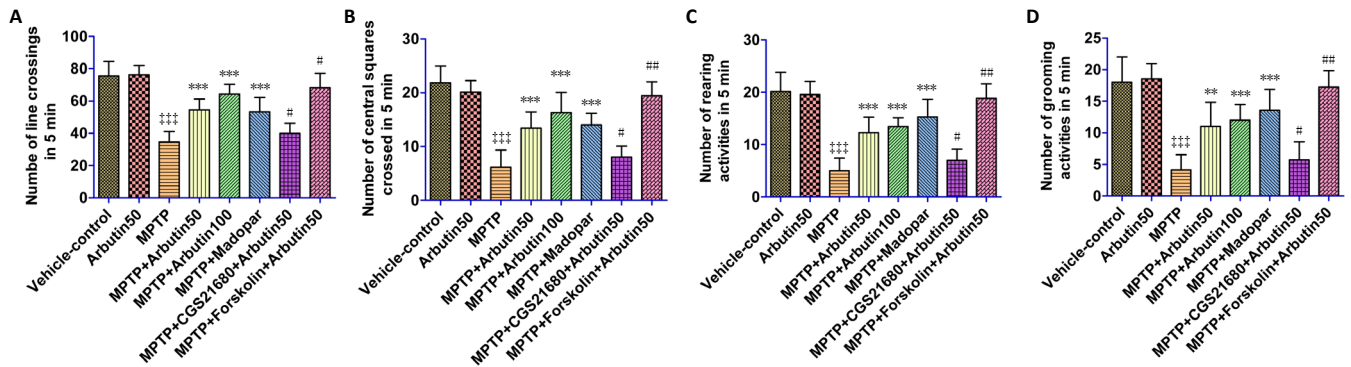 A
Numbe of line crossings
in 5 min
100
80
60
40
20
0
‡‡‡
‡‡‡
***
***
***
#
#
Vehicle-control
Arbutin50
MPTP
MPTP+Arbutin50
MPTP+Arbutin100
MPTP+Madopar
MPTP+CGS21680+Arbutin50
MPTP+Forskolin+Arbutin50
B
Number of central squares
crossed in 5 min
30
20
10
0
‡‡‡
‡‡‡
***
***
***
#
##
Vehicle-control
Arbutin50
MPTP
MPTP+Arbutin50
MPTP+Arbutin100
MPTP+Madopar
MPTP+CGS21680+Arbutin50
MPTP+Forskolin+Arbutin50
C
Number of rearing
activities in 5 min
30
20
10
0
‡‡‡
‡‡‡
***
***
***
#
##
Vehicle-control
Arbutin50
MPTP
MPTP+Arbutin50
MPTP+Arbutin100
MPTP+Madopar
MPTP+CGS21680+Arbutin50
MPTP+Forskolin+Arbutin50
D
Number of grooming
activities in 5 min
25
20
15
10
5
0
‡‡‡
‡‡‡
**
***
***
#
##
Vehicle-control
Arbutin50
MPTP
MPTP+Arbutin50
MPTP+Arbutin100
MPTP+Madopar
MPTP+CGS21680+Arbutin50
MPTP+Forskolin+Arbutin50